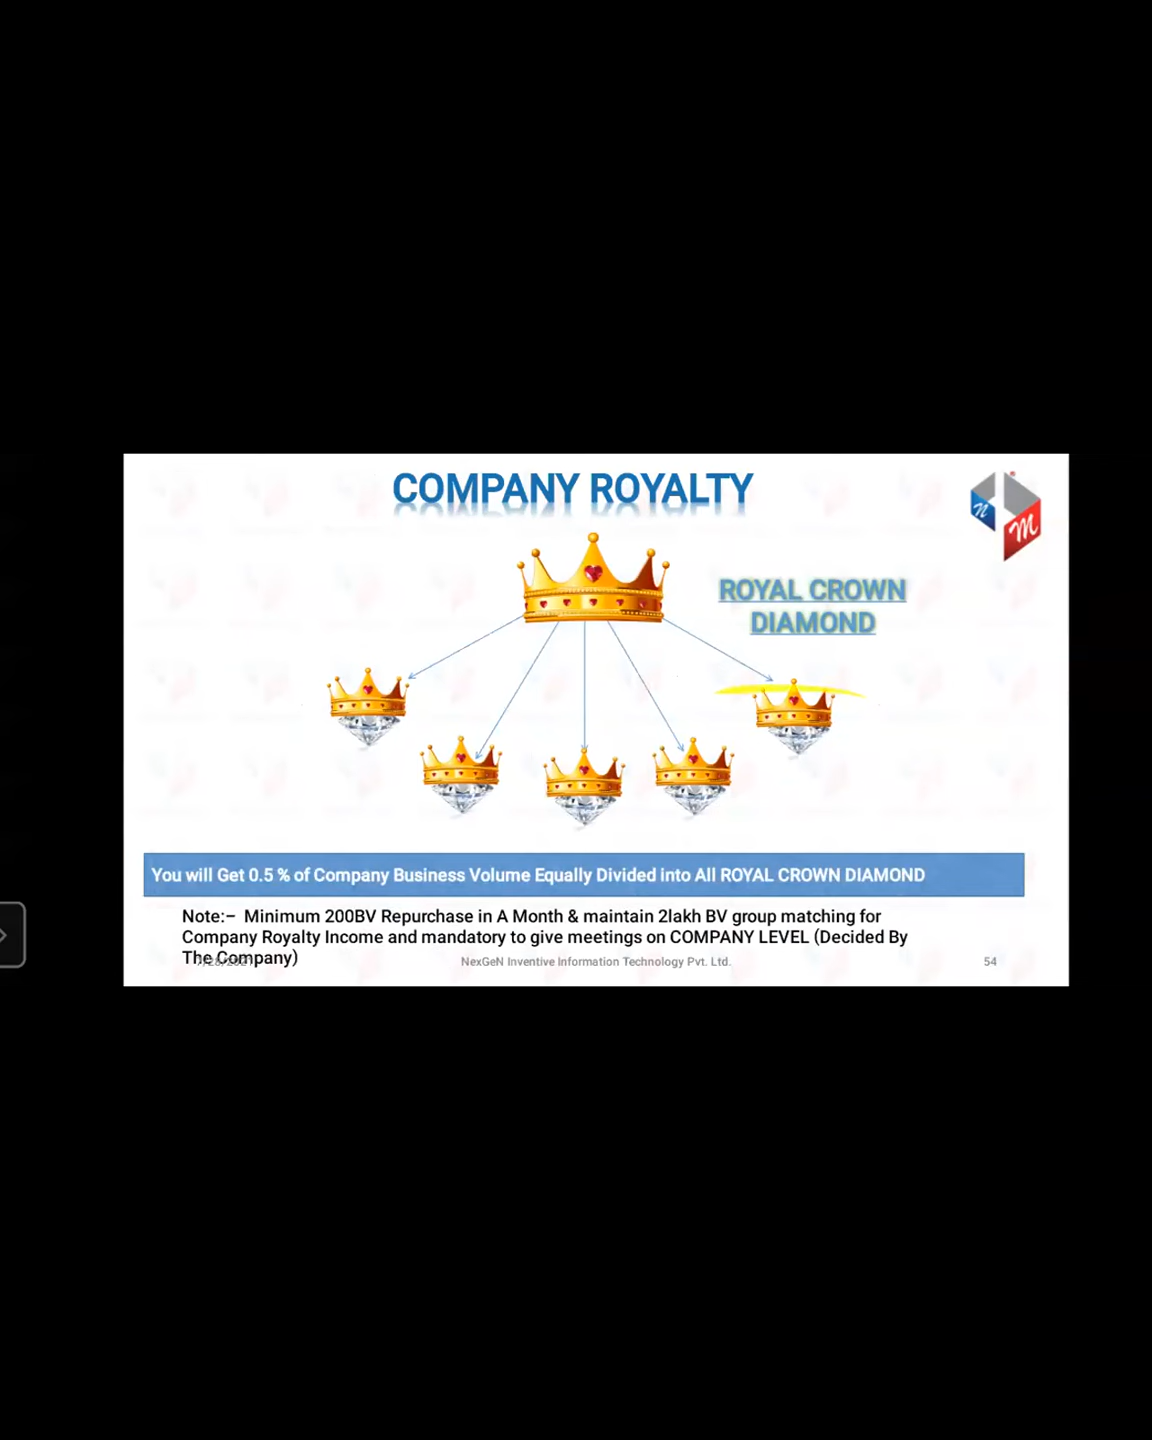 COMPANY ROYALTY
n
m
ROYAL CROWN
DIAMOND
You will Get 0.5 % of Company Business Volume Equally Divided into All ROYAL CROWN DIAMOND
Note:- Minimum 200BV Repurchase in A Month & maintain 2lakh BV group matching for
Company Royalty Income and mandatory to give meetings on COMPANY LEVEL (Decided By
The Company)
NexGeN Inventive Information Technology Pvt. Ltd.
54